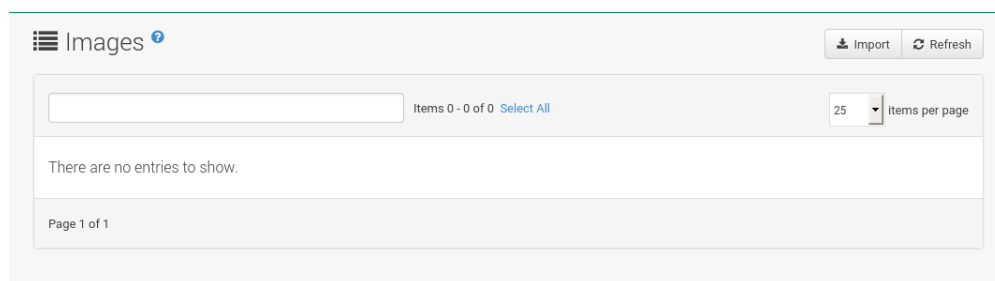 Images ?
Import Refresh
Items 0 - 0 of 0 Select All 25 items per page
There are no entries to show.
Page 1 of 1